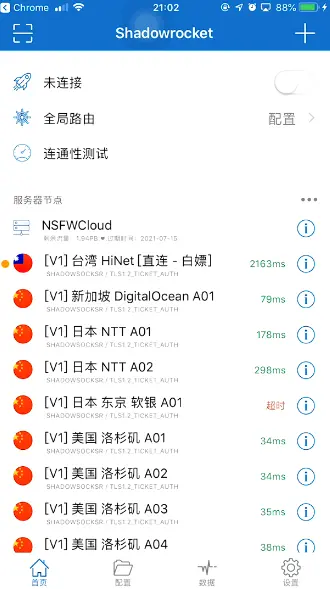 Chrome 21:02 88%
Shadowrocket
未连接
全局路由 配置
连通性测试
服务器节点
NSFWCloud
剩余流量: 1.94PB ♥ 过期时间: 2021-07-15
[V1] 台湾 HiNet [直连 - 白嫖] 2163ms
SHADOWSOCKSR / TLS1.2_TICKET_AUTH
[V1] 新加坡 DigitalOcean A01 79ms
SHADOWSOCKSR / TLS1.2_TICKET_AUTH
[V1] 日本 NTT A01 178ms
SHADOWSOCKSR / TLS1.2_TICKET_AUTH
[V1] 日本 NTT A02 298ms
SHADOWSOCKSR / TLS1.2_TICKET_AUTH
[V1] 日本 东京 软银 A01 超时
SHADOWSOCKSR / TLS1.2_TICKET_AUTH
[V1] 美国 洛杉矶 A01 34ms
SHADOWSOCKSR / TLS1.2_TICKET_AUTH
[V1] 美国 洛杉矶 A02 34ms
SHADOWSOCKSR / TLS1.2_TICKET_AUTH
[V1] 美国 洛杉矶 A03 35ms
SHADOWSOCKSR / TLS1.2_TICKET_AUTH
[V1] 美国 洛杉矶 A04 38ms
首页 配置 数据 设置